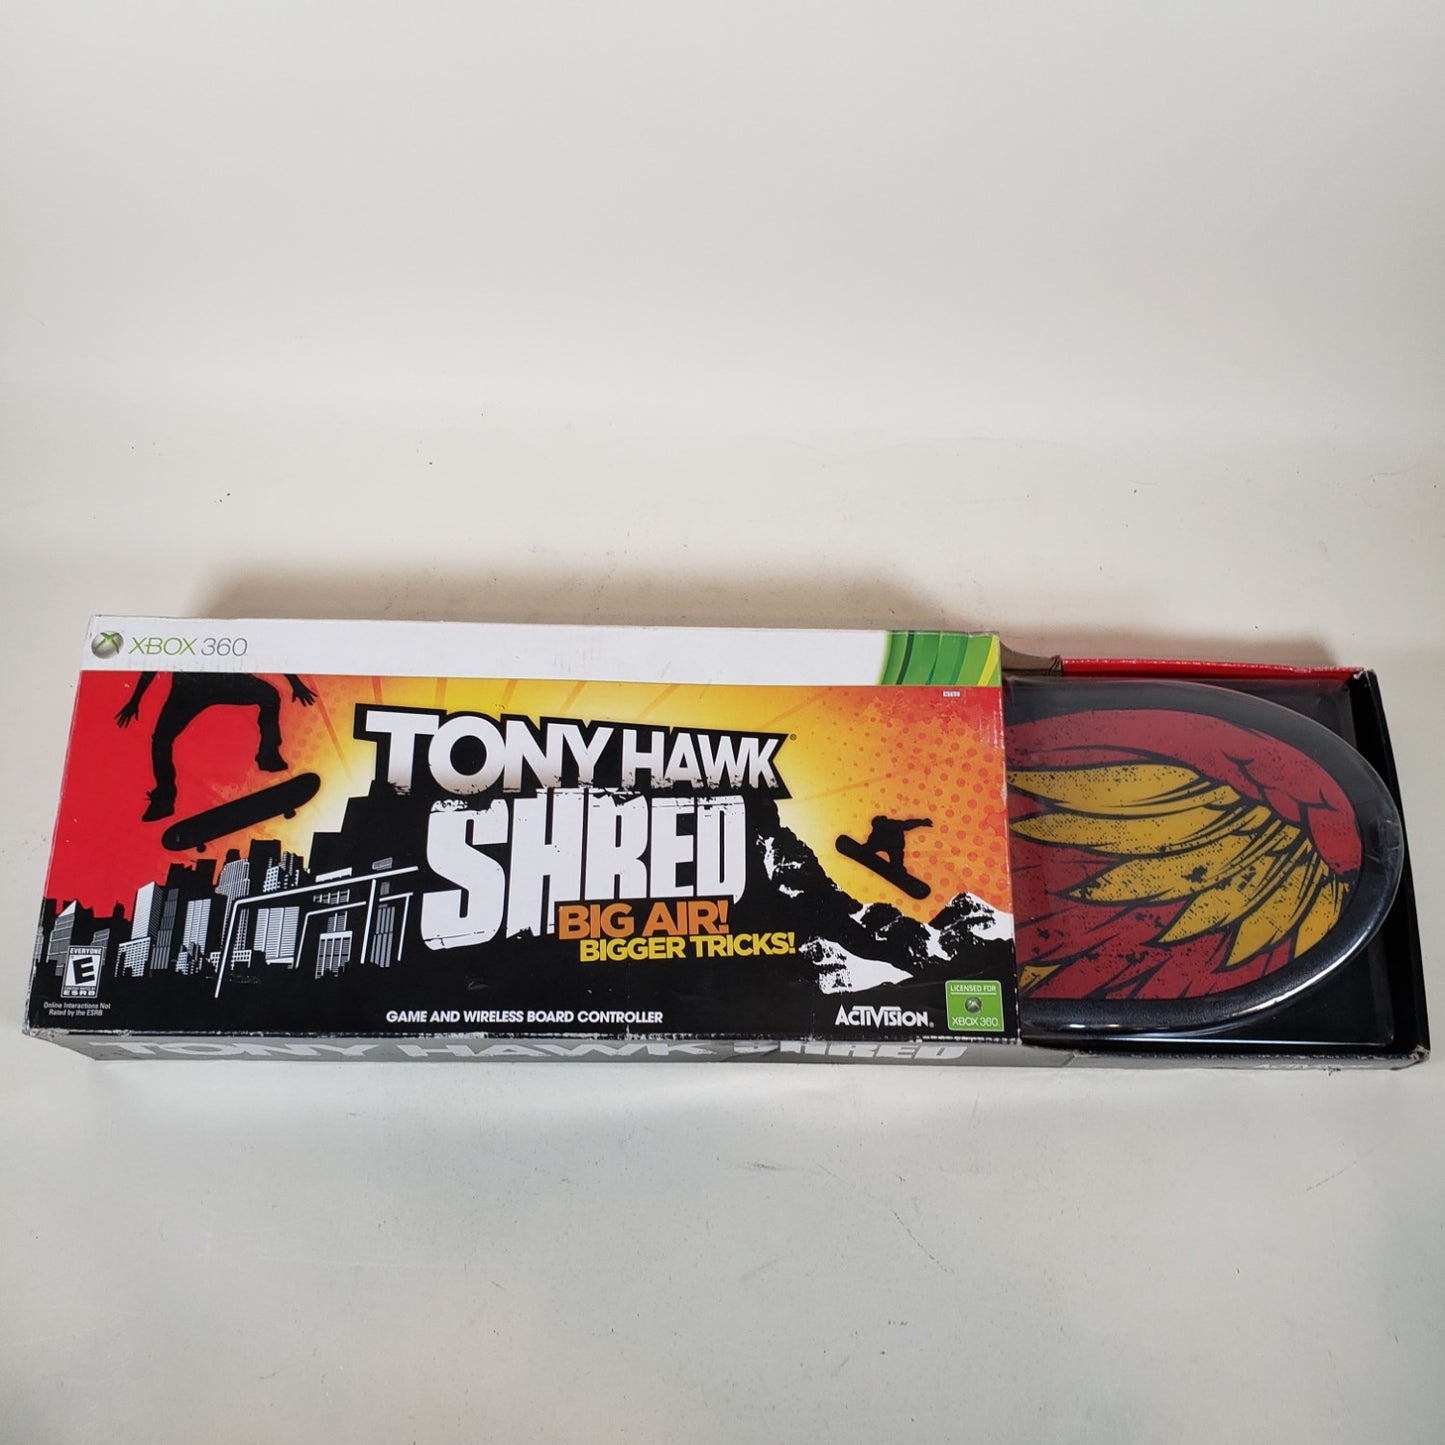 XBOX 360
NTSC
TONY HAWK®
SHRED
BIG AIR!
BIGGER TRICKS!
EVERYONE
E
ESRB
Online Interactions Not
Rated by the ESRB
GAME AND WIRELESS BOARD CONTROLLER
ACTIVISION®
LICENSED FOR
XBOX 360
TONY HAWK SHRED